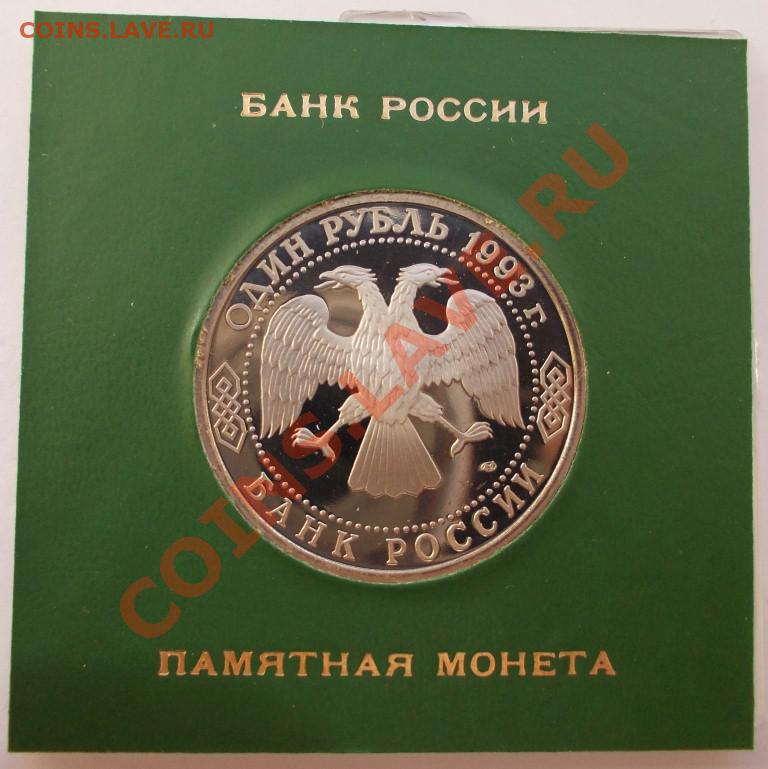 COINS.LAVE.RU
БАНК РОССИИ
ОДИН РУБЛЬ 1993 г.
БАНК РОССИИ
ПАМЯТНАЯ МОНЕТА
COINS.LAVE.RU